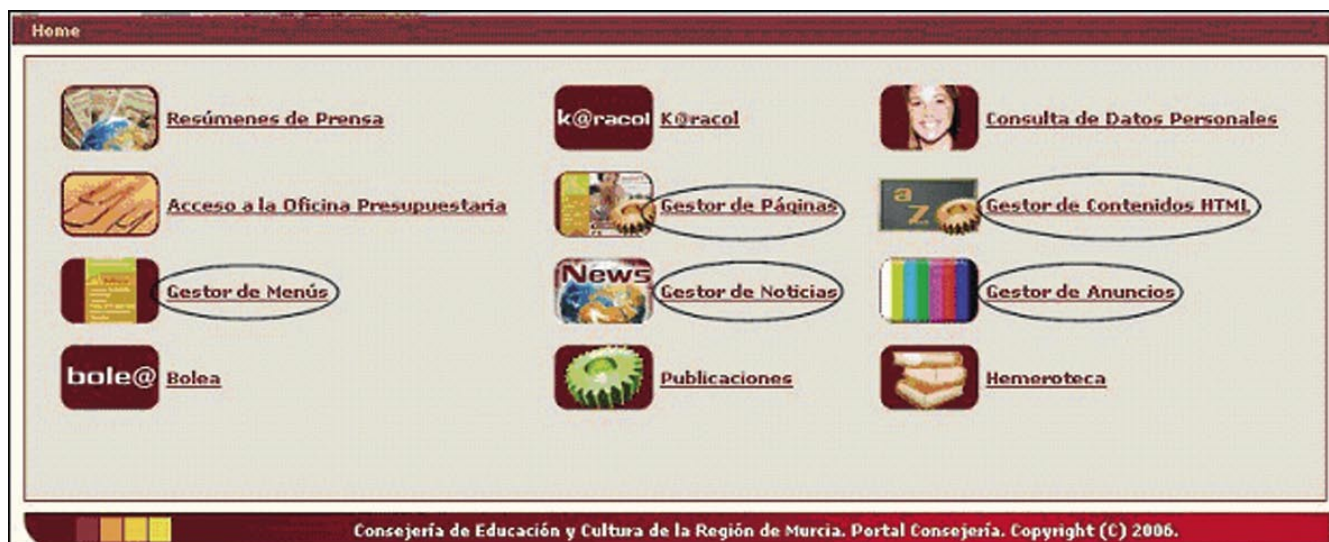 Home
Resúmenes de Prensa
k@racol K@racol
Consulta de Datos Personales
Acceso a la Oficina Presupuestaria
Gestor de Páginas
a
Z
Gestor de Contenidos HTML
Gestor de Menús
News
Gestor de Noticias
Gestor de Anuncios
bole@ Bolea
Publicaciones
Hemeroteca
Consejería de Educación y Cultura de la Región de Murcia. Portal Consejería. Copyright (C) 2006.